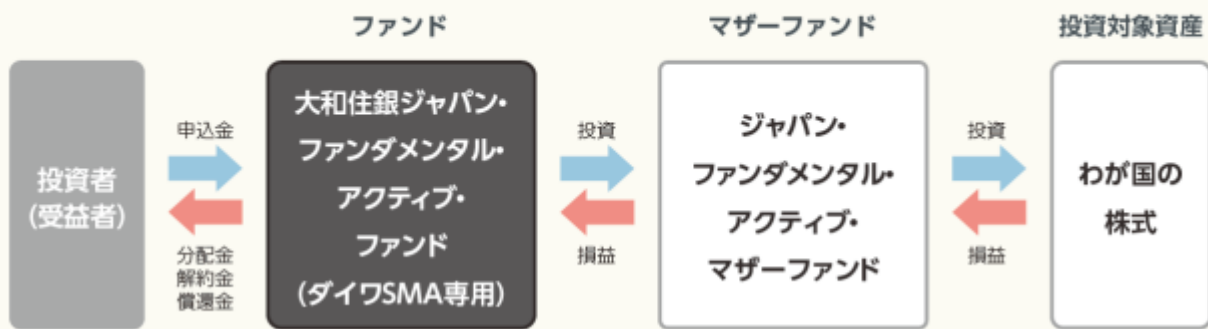 ファンド
マザーファンド
投資対象資産
投資者
(受益者)
申込金
分配金
解約金
償還金
大和住銀ジャパン・
ファンダメンタル・
アクティブ・
ファンド
(ダイワSMA専用)
投資
損益
ジャパン・
ファンダメンタル・
アクティブ・
マザーファンド
投資
損益
わが国の
株式